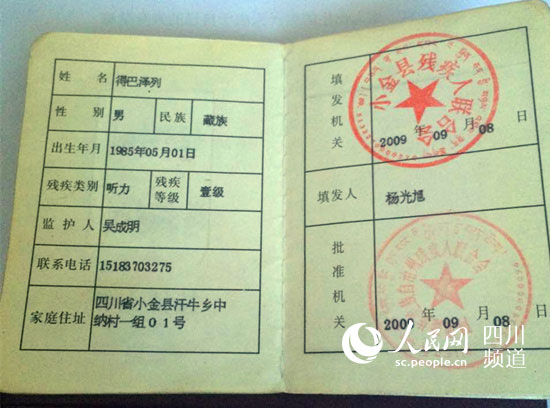 姓名 得巴泽列
性别 男 民族 藏族
出生年月 1985年05月01日
残疾类别 听力 残疾等级 壹级
监护人 吴成明
联系电话 15183703275
家庭住址 四川省小金县汗牛乡中
纳村一组01号
填发机关
小金县残疾人联合会
2009年09月08日
填发人 杨光旭
批准机关
残疾人联合会
2009年09月08日
人民网 四川
频道
sc.people.cn